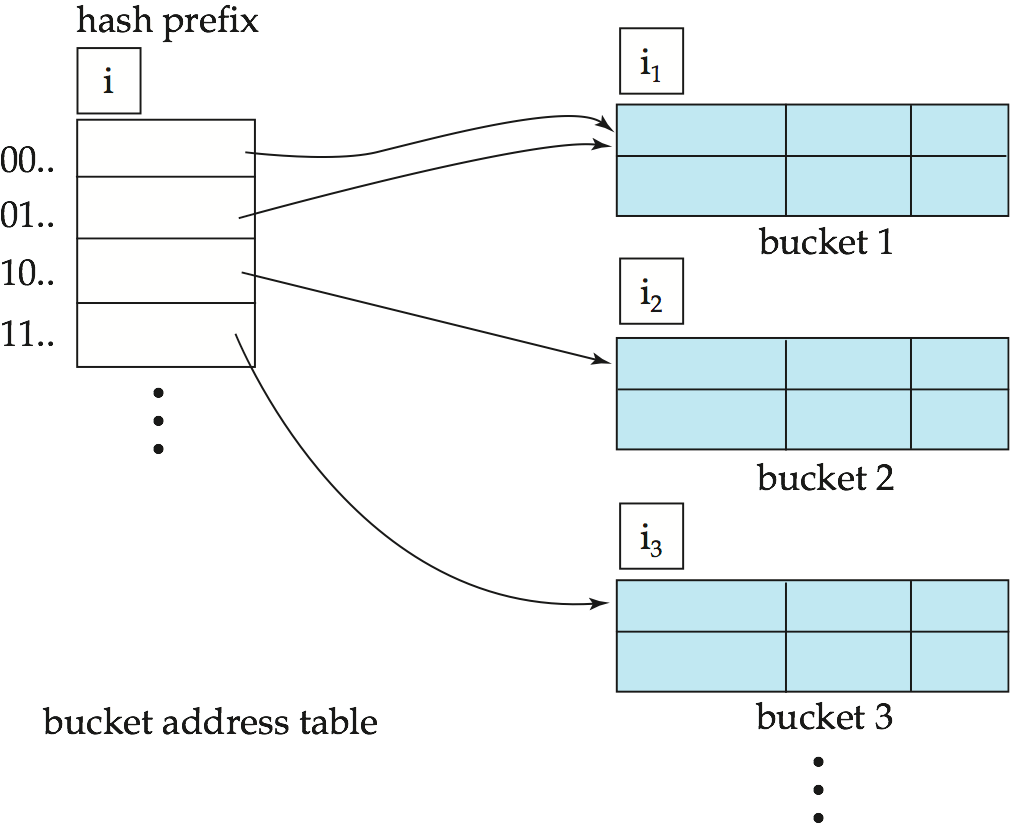 hash prefix
i
00..
01..
10..
11..
bucket address table
i₁
bucket 1
i₂
bucket 2
i₃
bucket 3